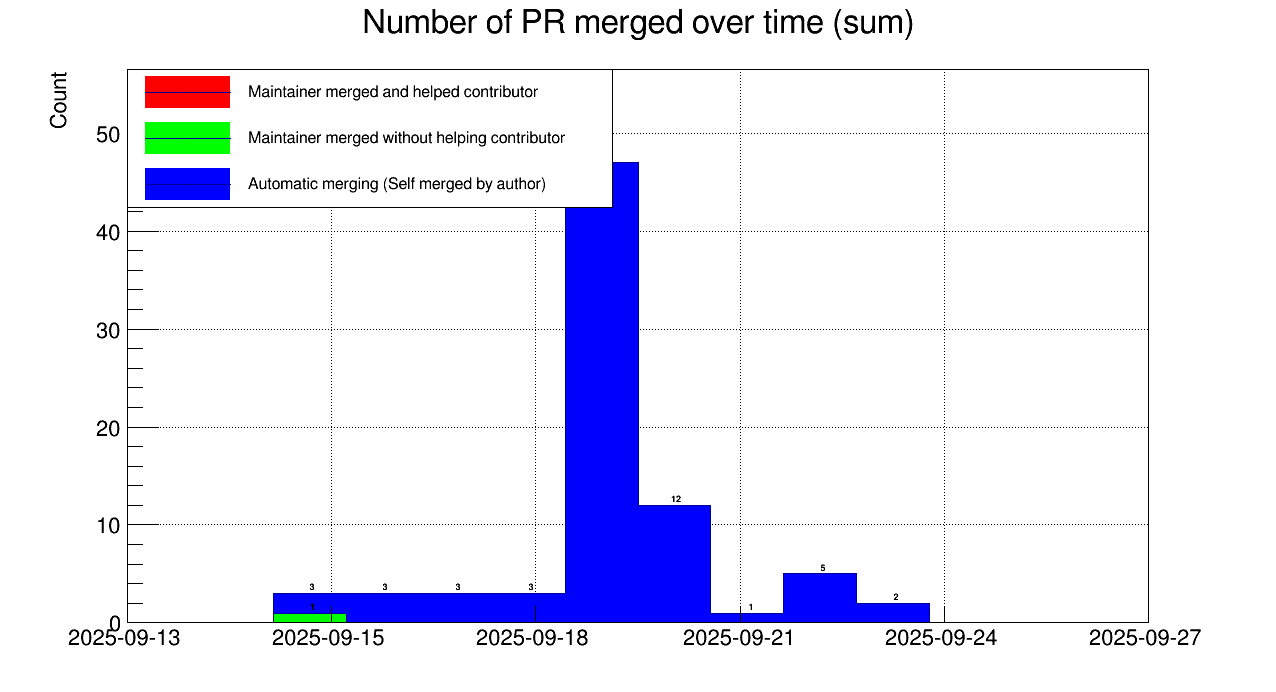 Number of PR merged over time (sum)
Count
Maintainer merged and helped contributor
Maintainer merged without helping contributor
Automatic merging (Self merged by author)
50
40
30
20
10
0
12
5
3 3 3 3
2
1
1
2025-09-13 2025-09-15 2025-09-18 2025-09-21 2025-09-24 2025-09-27